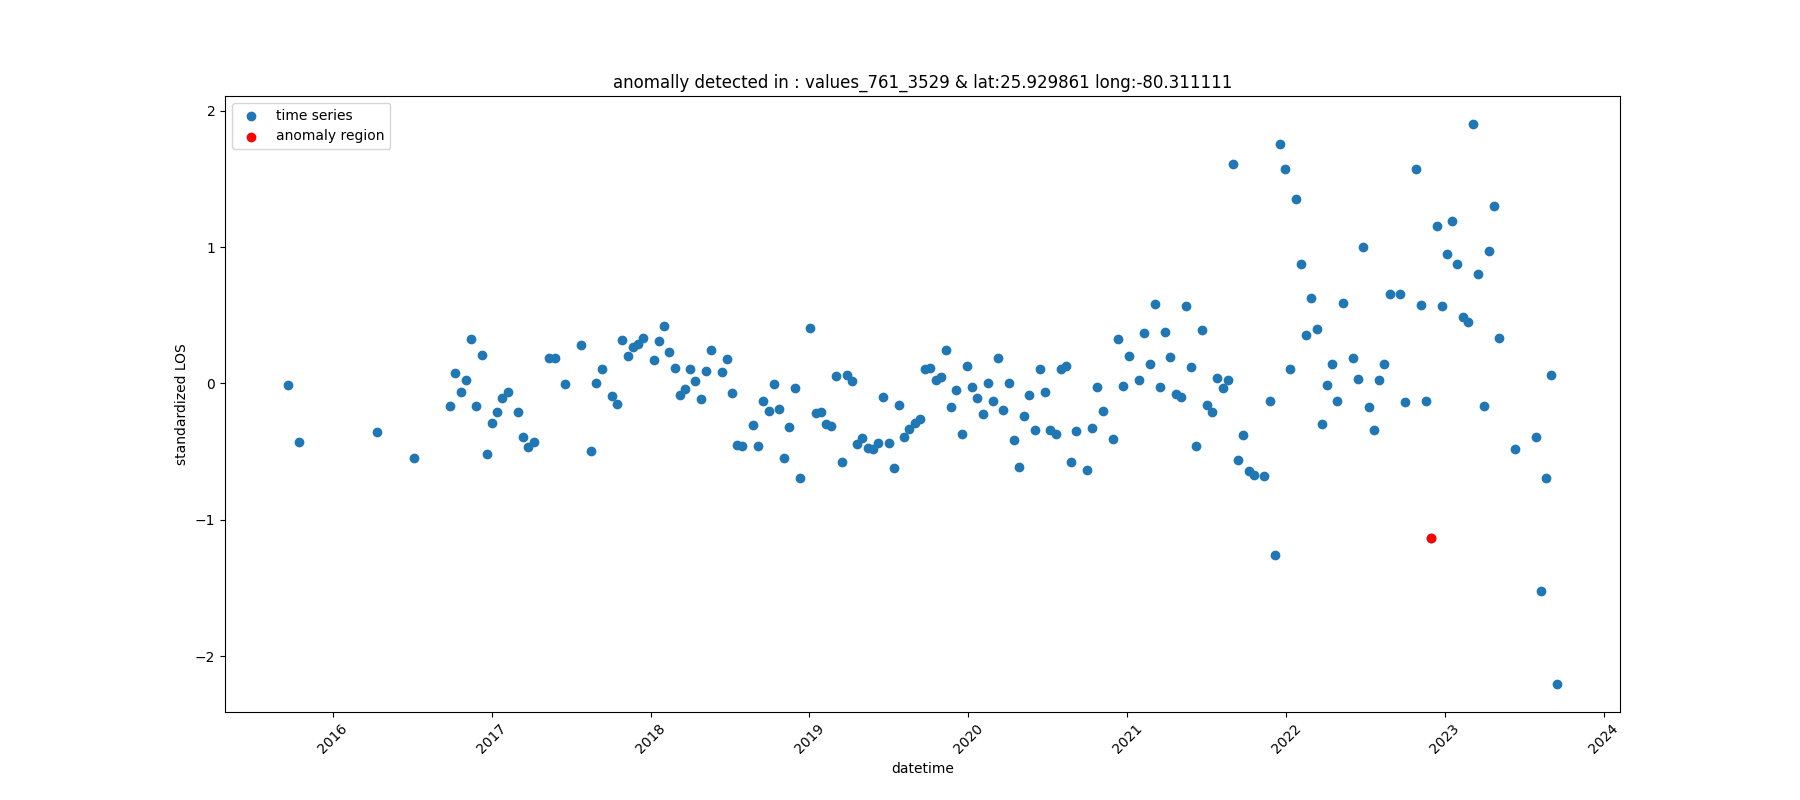 anomally detected in : values_761_3529 & lat:25.929861 long:-80.311111
time series
anomaly region
2
1
0
−1
−2
standardized LOS
2016
2017
2018
2019
2020
2021
2022
2023
2024
datetime